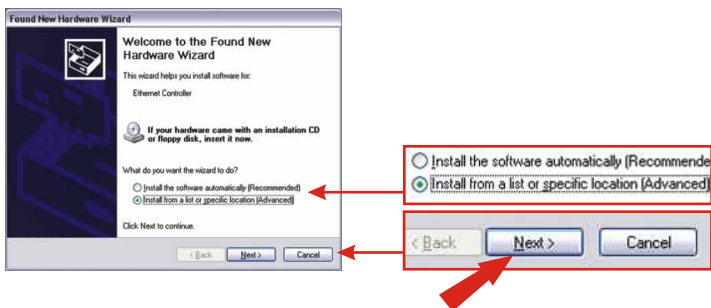 Found New Hardware Wizard
Welcome to the Found New
Hardware Wizard
This wizard helps you install software for:
Ethernet Controller
If your hardware came with an installation CD
or floppy disk, insert it now.
What do you want the wizard to do?
Install the software automatically (Recommended)
Install from a list or specific location (Advanced)
Click Next to continue.
< Back
Next >
Cancel
Install the software automatically (Recommende
Install from a list or specific location (Advanced)
< Back
Next >
Cancel